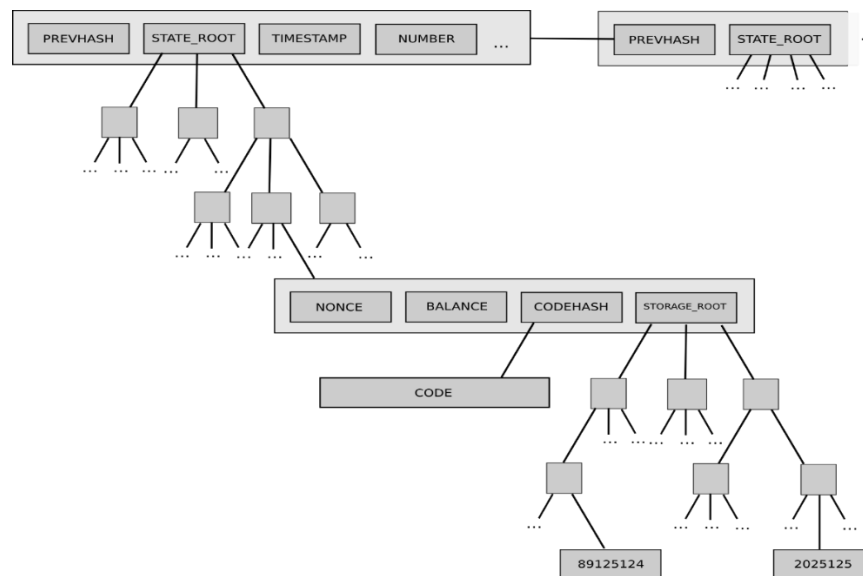 PREVHASH STATE_ROOT TIMESTAMP NUMBER ... PREVHASH STATE_ROOT
... ... ... ...
... ... ... ... ... ...
... ... ... ... ... ...
NONCE BALANCE CODEHASH STORAGE_ROOT
CODE
... ... ... ... ...
... ... ... ... ...
89125124 2025125